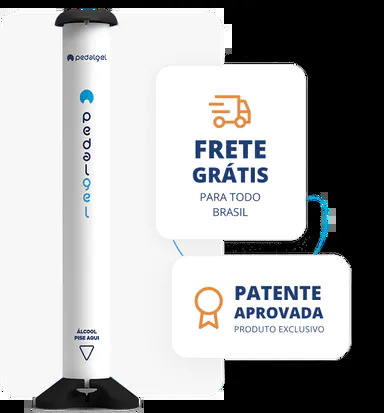 pedalgel
pedalgel
ÁLCOOL
PISE AQUI
FRETE
GRÁTIS
PARA TODO
BRASIL
PATENTE
APROVADA
PRODUTO EXCLUSIVO